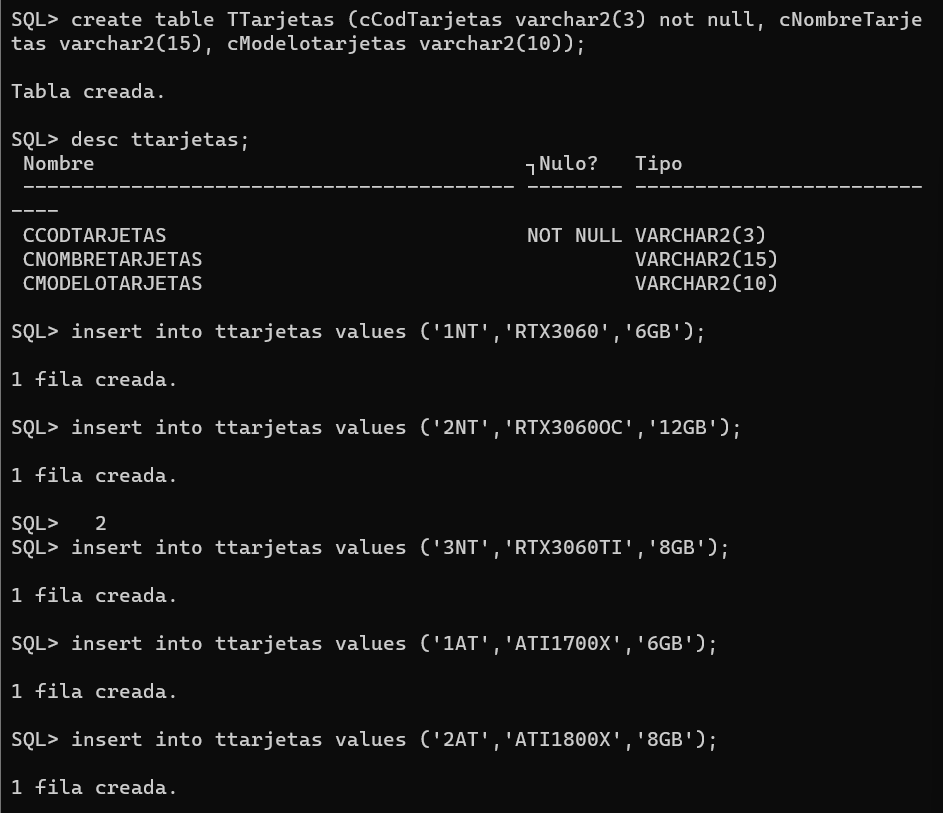 SQL> create table TTarjetas (cCodTarjetas varchar2(3) not null, cNombreTarje
tas varchar2(15), cModelotarjetas varchar2(10));
Tabla creada.
SQL> desc ttarjetas;
 Nombre                                    ┐Nulo?   Tipo
 ----------------------------------------- -------- ------------------------
----
 CCODTARJETAS                              NOT NULL VARCHAR2(3)
 CNOMBRETARJETAS                                    VARCHAR2(15)
 CMODELOTARJETAS                                    VARCHAR2(10)
SQL> insert into ttarjetas values ('1NT','RTX3060','6GB');
1 fila creada.
SQL> insert into ttarjetas values ('2NT','RTX3060OC','12GB');
1 fila creada.
SQL>   2
SQL> insert into ttarjetas values ('3NT','RTX3060TI','8GB');
1 fila creada.
SQL> insert into ttarjetas values ('1AT','ATI1700X','6GB');
1 fila creada.
SQL> insert into ttarjetas values ('2AT','ATI1800X','8GB');
1 fila creada.